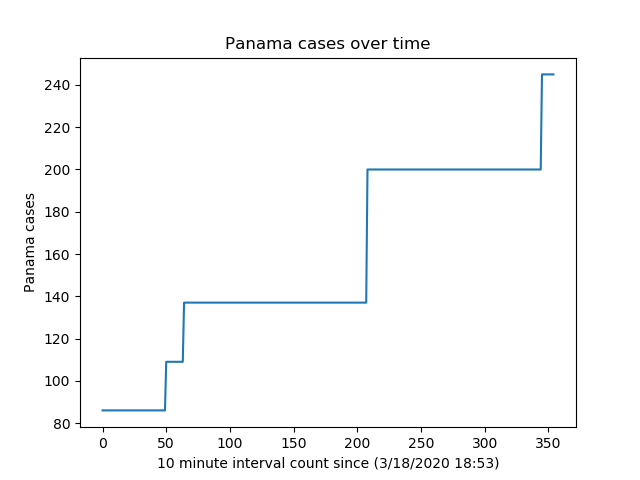 Panama cases over time
240
220
200
180
160
140
120
100
80
Panama cases
0 50 100 150 200 250 300 350
10 minute interval count since (3/18/2020 18:53)